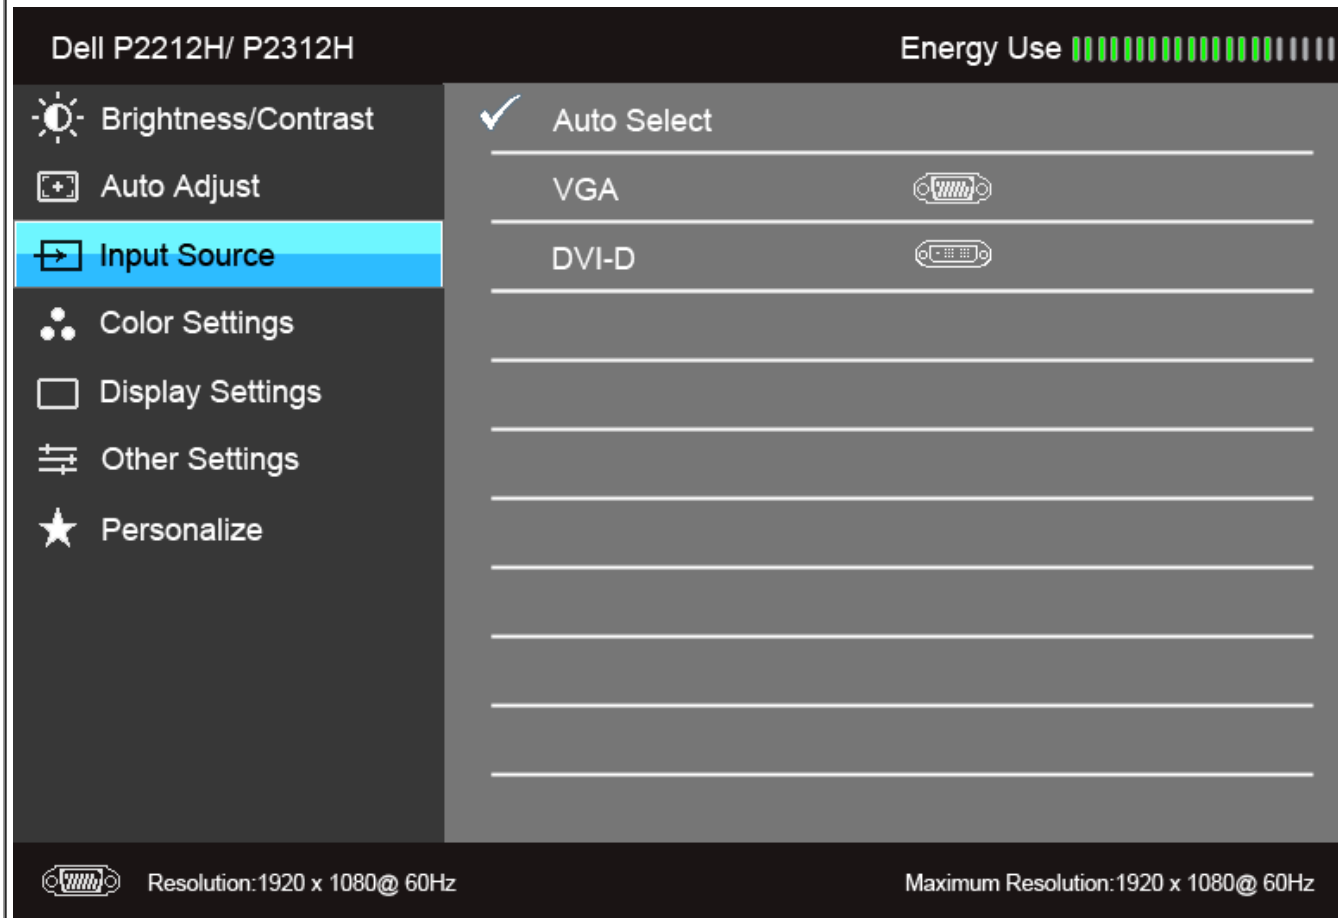 Dell P2212H/ P2312H
Energy Use
Brightness/Contrast
Auto Adjust
Input Source
Color Settings
Display Settings
Other Settings
Personalize
Auto Select
VGA
DVI-D
Resolution:1920 x 1080@ 60Hz
Maximum Resolution:1920 x 1080@ 60Hz